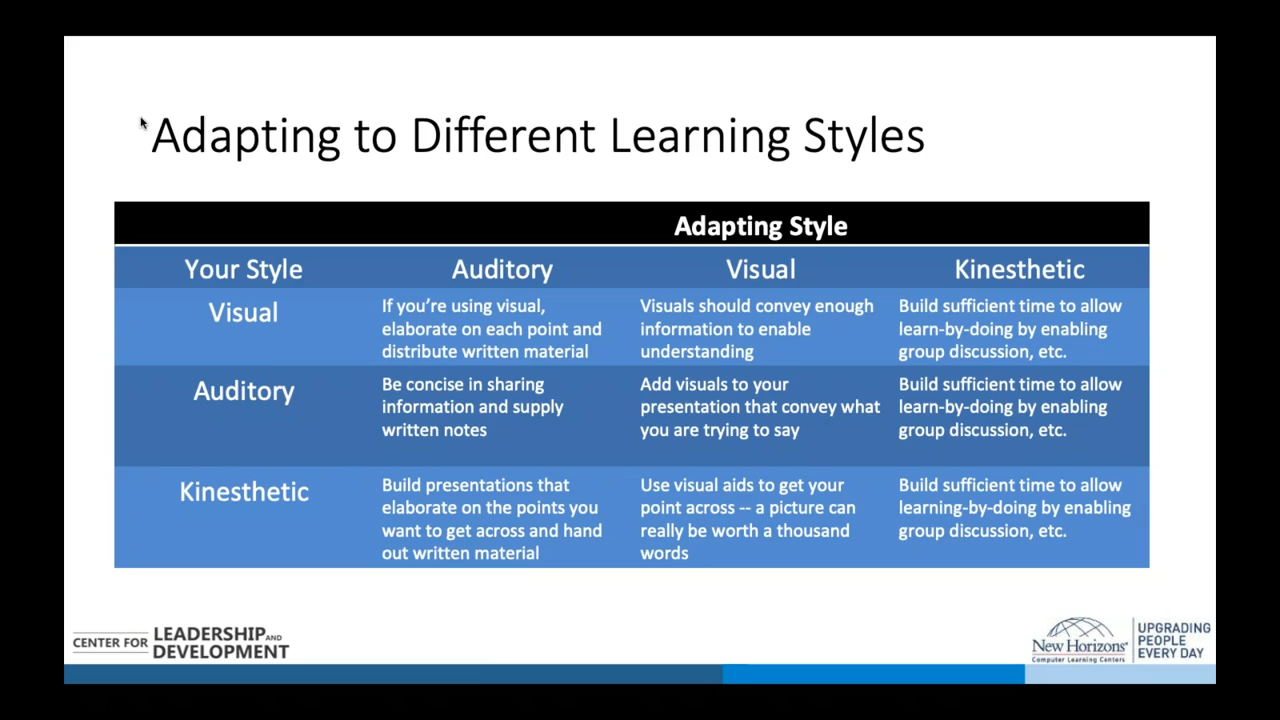 Adapting to Different Learning Styles
Adapting Style
Your Style Auditory Visual Kinesthetic
Visual
If you’re using visual,
elaborate on each point and
distribute written material
Visuals should convey enough
information to enable
understanding
Build sufficient time to allow
learn-by-doing by enabling
group discussion, etc.
Auditory
Be concise in sharing
information and supply
written notes
Add visuals to your
presentation that convey what
you are trying to say
Build sufficient time to allow
learn-by-doing by enabling
group discussion, etc.
Kinesthetic
Build presentations that
elaborate on the points you
want to get across and hand
out written material
Use visual aids to get your
point across -- a picture can
really be worth a thousand
words
Build sufficient time to allow
learning-by-doing by enabling
group discussion, etc.
CENTER FOR LEADERSHIP AND
DEVELOPMENT
New Horizons®
Computer Learning Centers
UPGRADING
PEOPLE
EVERY DAY